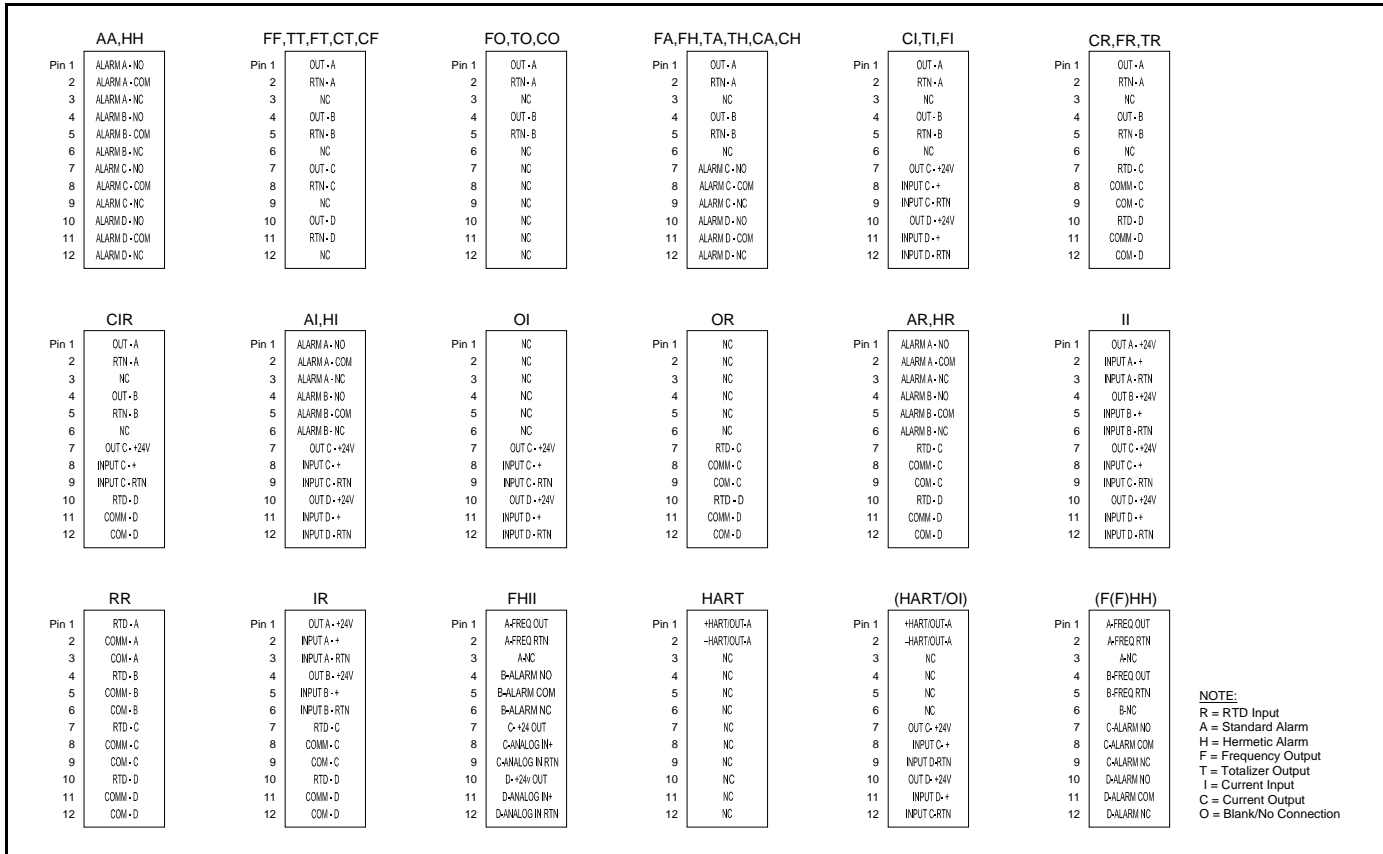 AA,HH
Pin 1 ALARM A - NO
2 ALARM A - COM
3 ALARM A - NC
4 ALARM B - NO
5 ALARM B - COM
6 ALARM B - NC
7 ALARM C - NO
8 ALARM C - COM
9 ALARM C - NC
10 ALARM D - NO
11 ALARM D - COM
12 ALARM D - NC
FF,TT,FT,CT,CF
Pin 1 OUT - A
2 RTN - A
3 NC
4 OUT - B
5 RTN - B
6 NC
7 OUT - C
8 RTN - C
9 NC
10 OUT - D
11 RTN - D
12 NC
FO,TO,CO
Pin 1 OUT - A
2 RTN - A
3 NC
4 OUT - B
5 RTN - B
6 NC
7 NC
8 NC
9 NC
10 NC
11 NC
12 NC
FA,FH,TA,TH,CA,CH
Pin 1 OUT - A
2 RTN - A
3 NC
4 OUT - B
5 RTN - B
6 NC
7 ALARM C - NO
8 ALARM C - COM
9 ALARM C - NC
10 ALARM D - NO
11 ALARM D - COM
12 ALARM D - NC
CI,TI,FI
Pin 1 OUT - A
2 RTN - A
3 NC
4 OUT - B
5 RTN - B
6 NC
7 OUT C - +24V
8 INPUT C - +
9 INPUT C - RTN
10 OUT D - +24V
11 INPUT D - +
12 INPUT D - RTN
CR,FR,TR
Pin 1 OUT - A
2 RTN - A
3 NC
4 OUT - B
5 RTN - B
6 NC
7 RTD - C
8 COMM - C
9 COM - C
10 RTD - D
11 COMM - D
12 COM - D
CIR
Pin 1 OUT - A
2 RTN - A
3 NC
4 OUT - B
5 RTN - B
6 NC
7 OUT C - +24V
8 INPUT C - +
9 INPUT C - RTN
10 RTD - D
11 COMM - D
12 COM - D
AI,HI
Pin 1 ALARM A - NO
2 ALARM A - COM
3 ALARM A - NC
4 ALARM B - NO
5 ALARM B - COM
6 ALARM B - NC
7 OUT C - +24V
8 INPUT C - +
9 INPUT C - RTN
10 OUT D - +24V
11 INPUT D - +
12 INPUT D - RTN
OI
Pin 1 NC
2 NC
3 NC
4 NC
5 NC
6 NC
7 OUT C - +24V
8 INPUT C - +
9 INPUT C - RTN
10 OUT D - +24V
11 INPUT D - +
12 INPUT D - RTN
OR
Pin 1 NC
2 NC
3 NC
4 NC
5 NC
6 NC
7 RTD - C
8 COMM - C
9 COM - C
10 RTD - D
11 COMM - D
12 COM - D
AR,HR
Pin 1 ALARM A - NO
2 ALARM A - COM
3 ALARM A - NC
4 ALARM B - NO
5 ALARM B - COM
6 ALARM B - NC
7 RTD - C
8 COMM - C
9 COM - C
10 RTD - D
11 COMM - D
12 COM - D
II
Pin 1 OUT A - +24V
2 INPUT A - +
3 INPUT A - RTN
4 OUT B - +24V
5 INPUT B - +
6 INPUT B - RTN
7 OUT C - +24V
8 INPUT C - +
9 INPUT C - RTN
10 OUT D - +24V
11 INPUT D - +
12 INPUT D - RTN
RR
Pin 1 RTD - A
2 COMM - A
3 COM - A
4 RTD - B
5 COMM - B
6 COM - B
7 RTD - C
8 COMM - C
9 COM - C
10 RTD - D
11 COMM - D
12 COM - D
IR
Pin 1 OUT A - +24V
2 INPUT A - +
3 INPUT A - RTN
4 OUT B - +24V
5 INPUT B - +
6 INPUT B - RTN
7 RTD - C
8 COMM - C
9 COM - C
10 RTD - D
11 COMM - D
12 COM - D
FHII
Pin 1 A-FREQ OUT
2 A-FREQ RTN
3 A-NC
4 B-ALARM NO
5 B-ALARM COM
6 B-ALARM NC
7 C- +24 OUT
8 C-ANALOG IN+
9 C-ANALOG IN RTN
10 D- +24v OUT
11 D-ANALOG IN+
12 D-ANALOG IN RTN
HART
Pin 1 +HART/OUT-A
2 -HART/OUT-A
3 NC
4 NC
5 NC
6 NC
7 NC
8 NC
9 NC
10 NC
11 NC
12 NC
(HART/OI)
Pin 1 +HART/OUT-A
2 -HART/OUT-A
3 NC
4 NC
5 NC
6 NC
7 OUT C- +24V
8 INPUT C- +
9 INPUT D-RTN
10 OUT D- +24V
11 INPUT D- +
12 INPUT C-RTN
(F(F)HH)
Pin 1 A-FREQ OUT
2 A-FREQ RTN
3 A-NC
4 B-FREQ OUT
5 B-FREQ RTN
6 B-NC
7 C-ALARM NO
8 C-ALARM COM
9 C-ALARM NC
10 D-ALARM NO
11 D-ALARM COM
12 D-ALARM NC
NOTE:
R = RTD Input
A = Standard Alarm
H = Hermetic Alarm
F = Frequency Output
T = Totalizer Output
I = Current Input
C = Current Output
O = Blank/No Connection